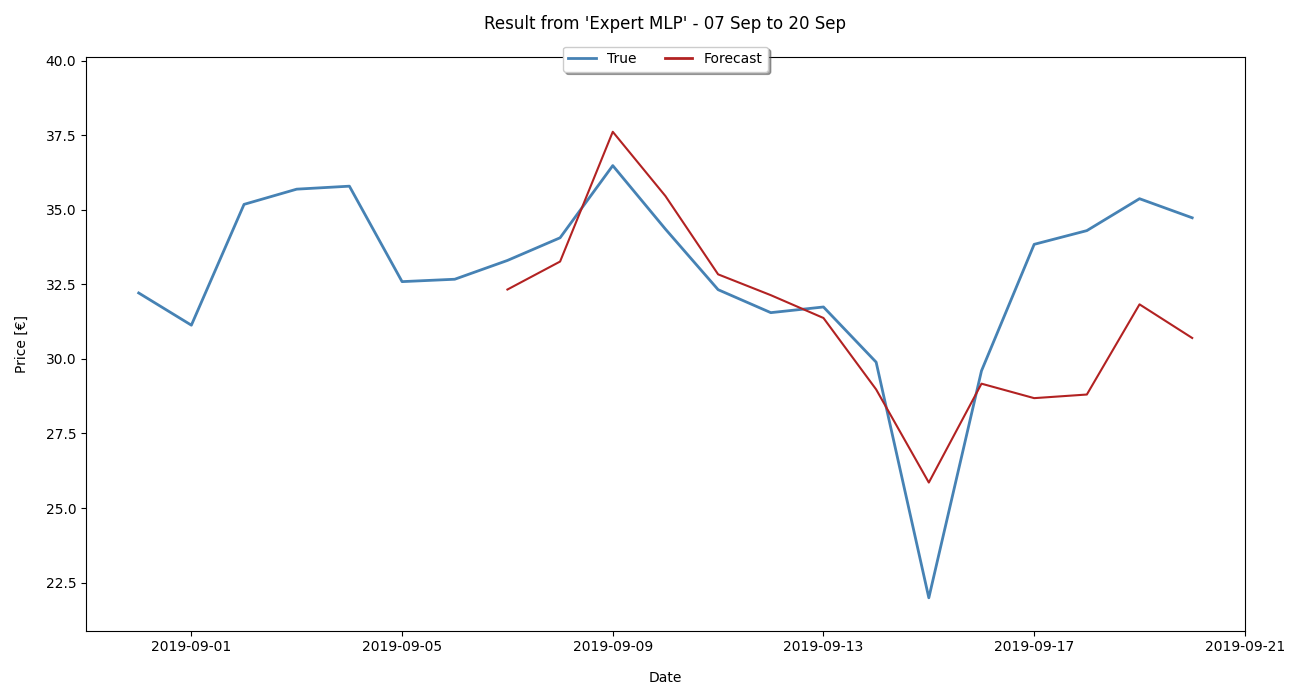 Result from 'Expert MLP' - 07 Sep to 20 Sep
True Forecast
40.0
37.5
35.0
32.5
30.0
27.5
25.0
22.5
Price [€]
2019-09-01 2019-09-05 2019-09-09 2019-09-13 2019-09-17 2019-09-21
Date